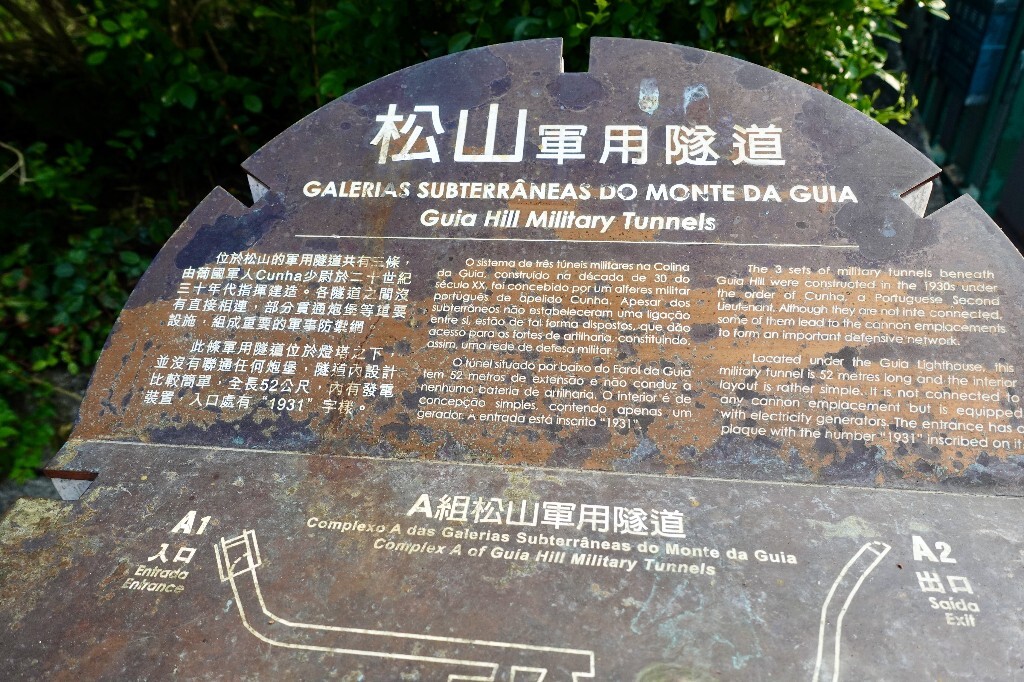 松山軍用隧道
GALERIAS SUBTERRÂNEAS DO MONTE DA GUIA
Guia Hill Military Tunnels
位於松山的軍用隧道共有三條，
由葡國軍人Cunha少尉於二十世紀
三十年代指揮建造。各隧道之間沒
有直接相連，部分貫通炮堡等重要
設施，組成重要的軍事防禦網
此條軍用隧道位於燈塔之下，
並沒有聯通任何炮堡，隧道內設計
比較簡單，全長52公尺，內有發電
裝置，入口處有“1931”字樣。
O sistema de três túneis militares na Colina
da Guia, construído na década de 30 do
século XX, foi concebido por um alferes militar
português de apelido Cunha. Apesar dos
subterrâneos não estabeleceram uma ligação
entre si, estão de tal forma dispostos, que dão
acesso para os fortes de artilharia, constituindo,
assim, uma rede de defesa militar.
O túnel situado por baixo do Farol da Guia
tem 52 metros de extensão e não conduz a
nenhuma bateria de artilharia. O interior é de
concepção simples, contendo apenas um
gerador. A entrada está inscrito "1931".
The 3 sets of military tunnels beneath
Guia Hill were constructed in the 1930s under
the order of Cunha, a Portuguese Second
Lieutenant. Although they are not inte connected,
some of them lead to the cannon emplacements
to form an important defensive network.
Located under the Guia Lighthouse, this
military tunnel is 52 metres long and the interior
layout is rather simple. It is not connected to
any cannon emplacement but is equipped
with electricity generators. The entrance has a
plaque with the number "1931" inscribed on it.
A組松山軍用隧道
Complexo A das Galerias Subterrâneas do Monte da Guia
Complex A of Guia Hill Military Tunnels
A1
入口
Entrada
Entrance
A2
出口
Saída
Exit